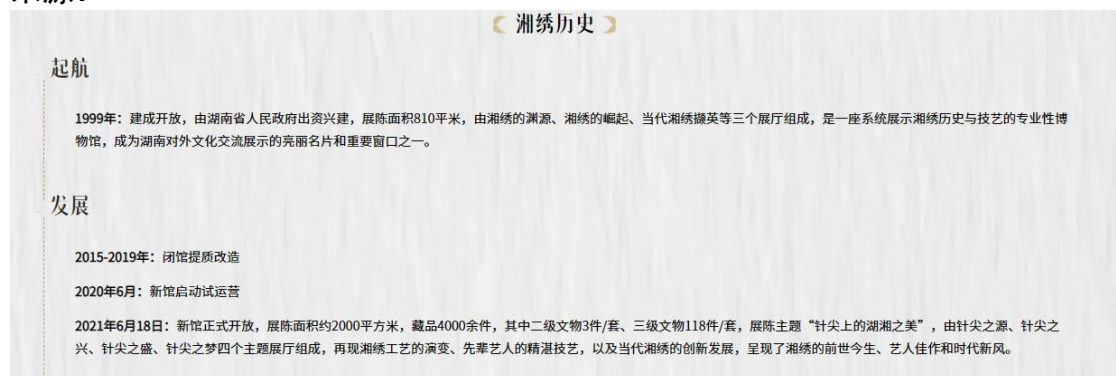 湘绣历史
起航
1999年：建成开放，由湖南省人民政府出资兴建，展陈面积810平米，由湘绣的渊源、湘绣的崛起、当代湘绣撷英等三个展厅组成，是一座系统展示湘绣历史与技艺的专业性博
物馆，成为湖南对外文化交流展示的亮丽名片和重要窗口之一。
发展
2015-2019年：闭馆提质改造
2020年6月：新馆启动试运营
2021年6月18日：新馆正式开放，展陈面积约2000平方米，藏品4000余件，其中二级文物3件/套、三级文物118件/套，展陈主题“针尖上的湖湘之美”，由针尖之源、针尖之
兴、针尖之盛、针尖之梦四个主题展厅组成，再现湘绣工艺的演变、先辈艺人的精湛技艺，以及当代湘绣的创新发展，呈现了湘绣的前世今生、艺人佳作和时代新风。